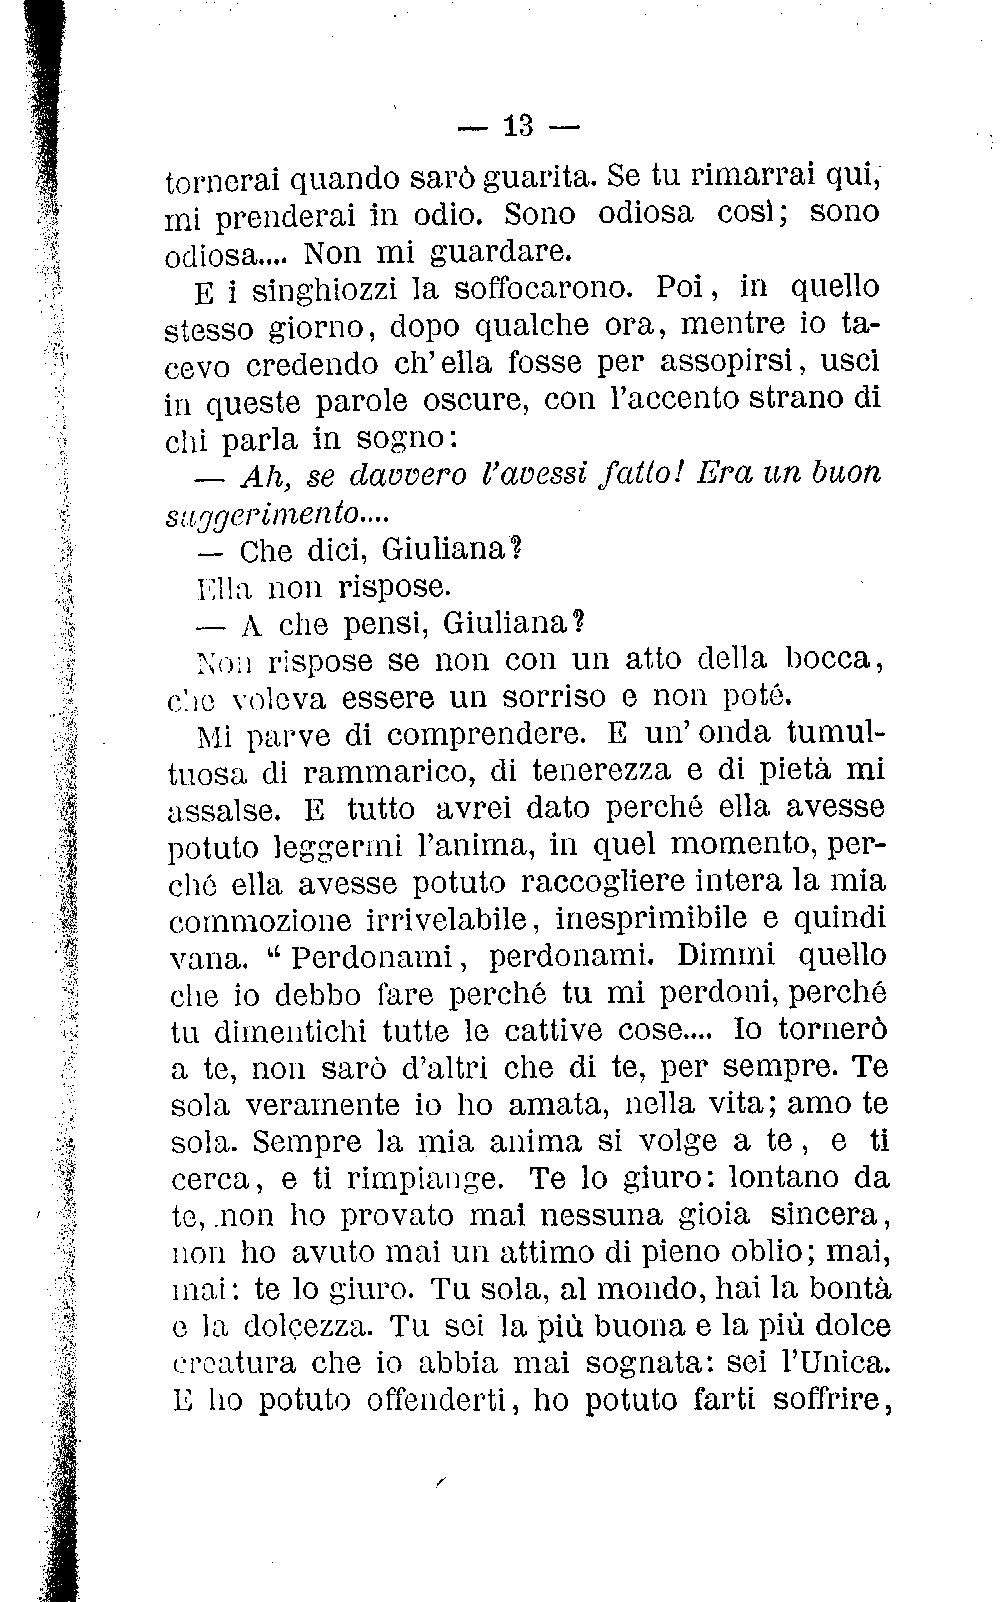 — 13 —
tornerai quando sarò guarita. Se tu rimarrai qui,
mi prenderai in odio. Sono odiosa così; sono
odiosa.... Non mi guardare.
E i singhiozzi la soffocarono. Poi, in quello
stesso giorno, dopo qualche ora, mentre io ta-
cevo credendo ch'ella fosse per assopirsi, uscì
in queste parole oscure, con l'accento strano di
chi parla in sogno:
— Ah, se davvero l'avessi fatto! Era un buon
suggerimento....
— Che dici, Giuliana?
Ella non rispose.
— A che pensi, Giuliana?
Non rispose se non con un atto della bocca,
che voleva essere un sorriso e non poté.
Mi parve di comprendere. E un'onda tumul-
tuosa di rammarico, di tenerezza e di pietà mi
assalse. E tutto avrei dato perché ella avesse
potuto leggermi l'anima, in quel momento, per-
ché ella avesse potuto raccogliere intera la mia
commozione irrivelabile, inesprimibile e quindi
vana. “ Perdonami, perdonami. Dimmi quello
che io debbo fare perché tu mi perdoni, perché
tu dimentichi tutte le cattive cose.... Io tornerò
a te, non sarò d'altri che di te, per sempre. Te
sola veramente io ho amata, nella vita; amo te
sola. Sempre la mia anima si volge a te, e ti
cerca, e ti rimpiange. Te lo giuro: lontano da
te, non ho provato mai nessuna gioia sincera,
non ho avuto mai un attimo di pieno oblio; mai,
mai: te lo giuro. Tu sola, al mondo, hai la bontà
e la dolcezza. Tu sei la più buona e la più dolce
creatura che io abbia mai sognata: sei l'Unica.
E ho potuto offenderti, ho potuto farti soffrire,